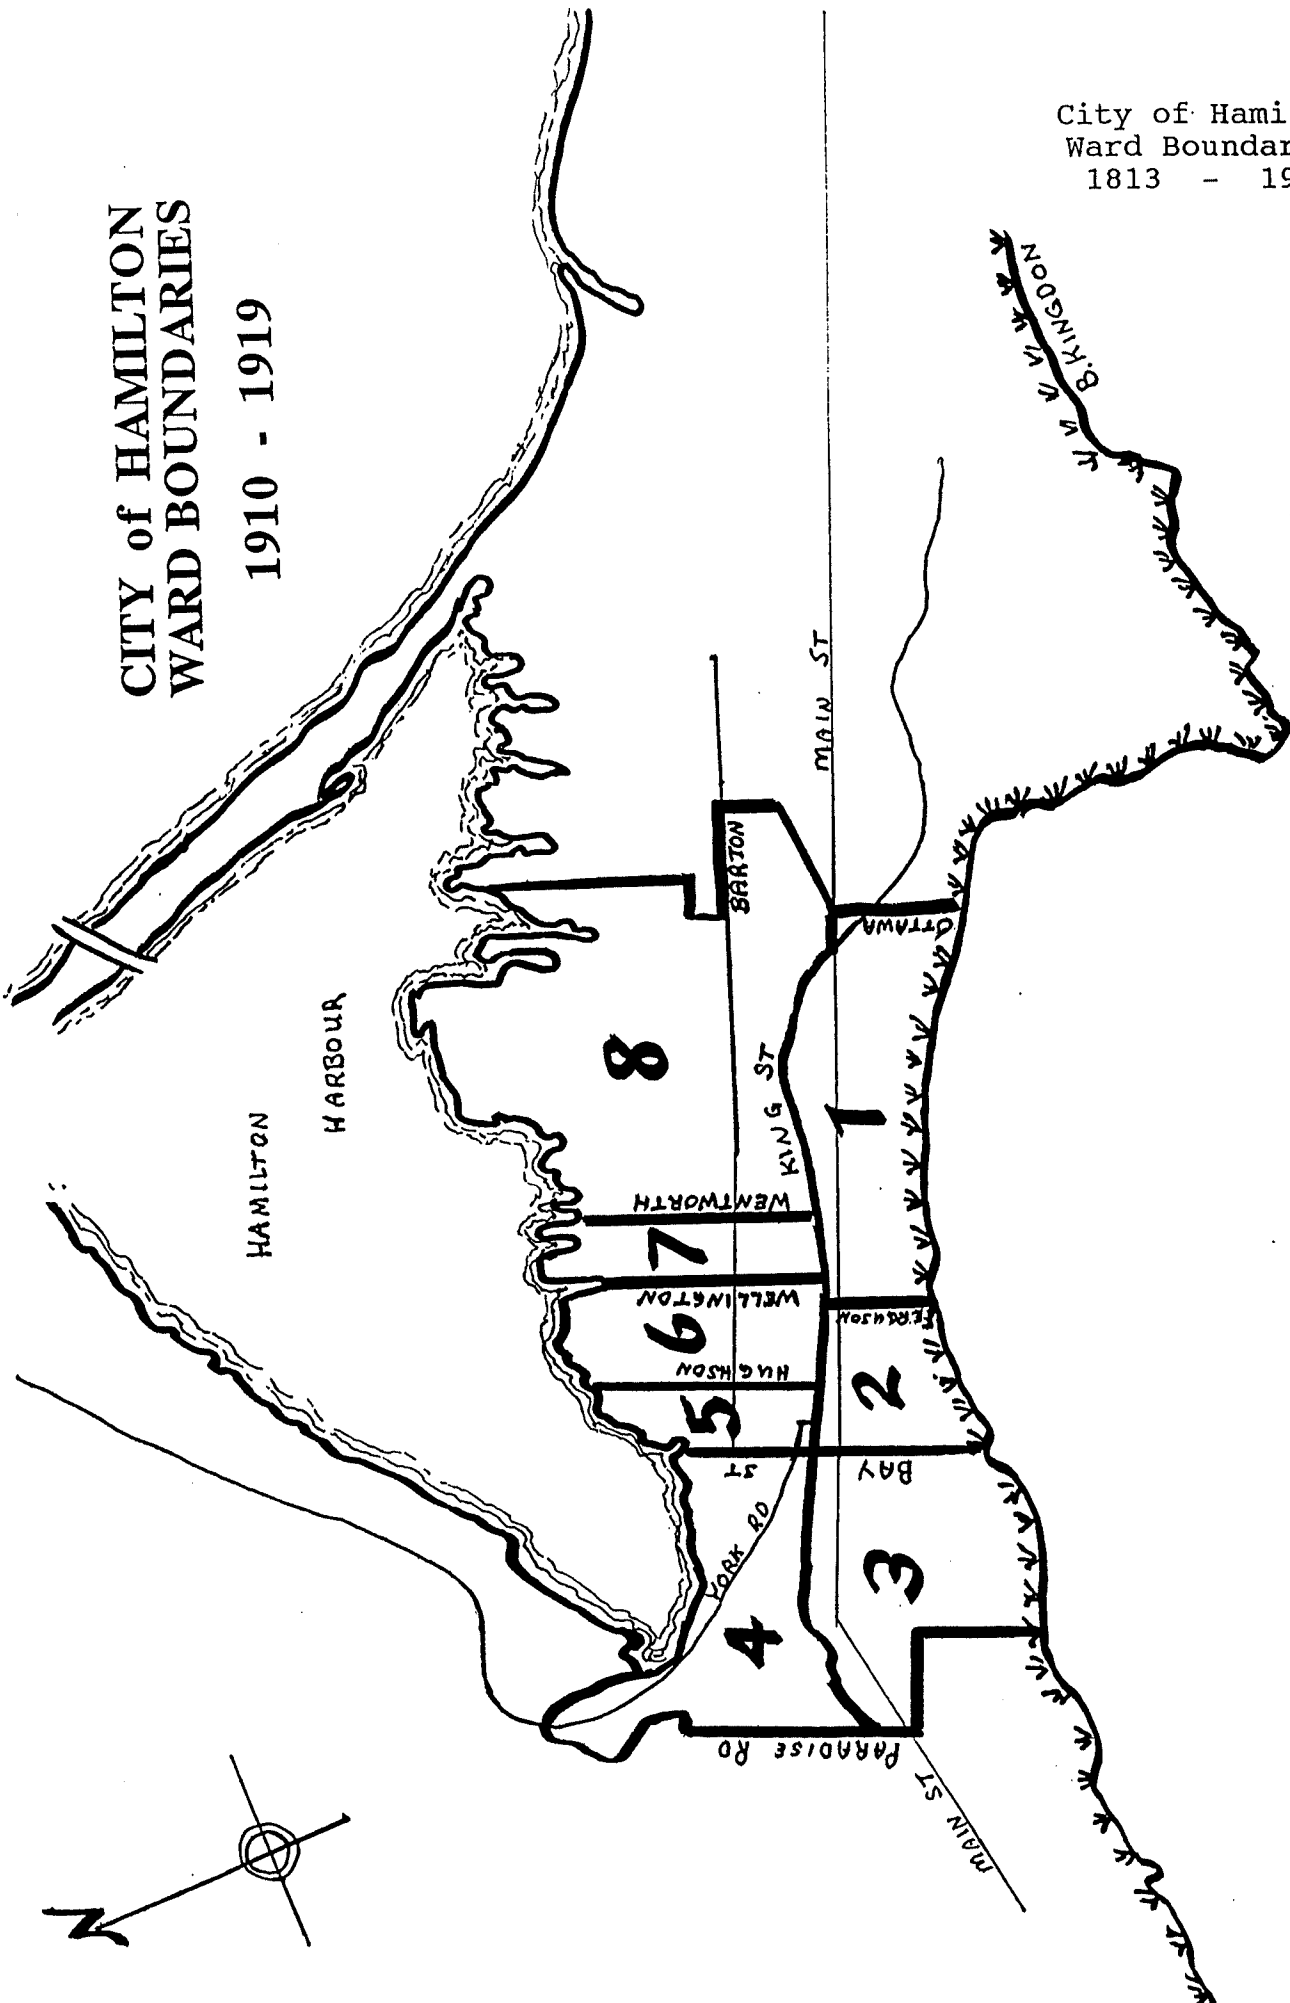 City of Hami
Ward Boundar
1813 - 19
CITY of HAMILTON
WARD BOUNDARIES
1910 - 1919
B.KINGDON
HAMILTON
HARBOUR
MAIN ST
BARTON
OTTAWA
KING ST
8
1
WENTWORTH
7
WELLINGTON
6
FERGUSON
HUGHSON
5
2
ST
BAY
YORK RD
4
3
PARADISE RD
MAIN ST
N